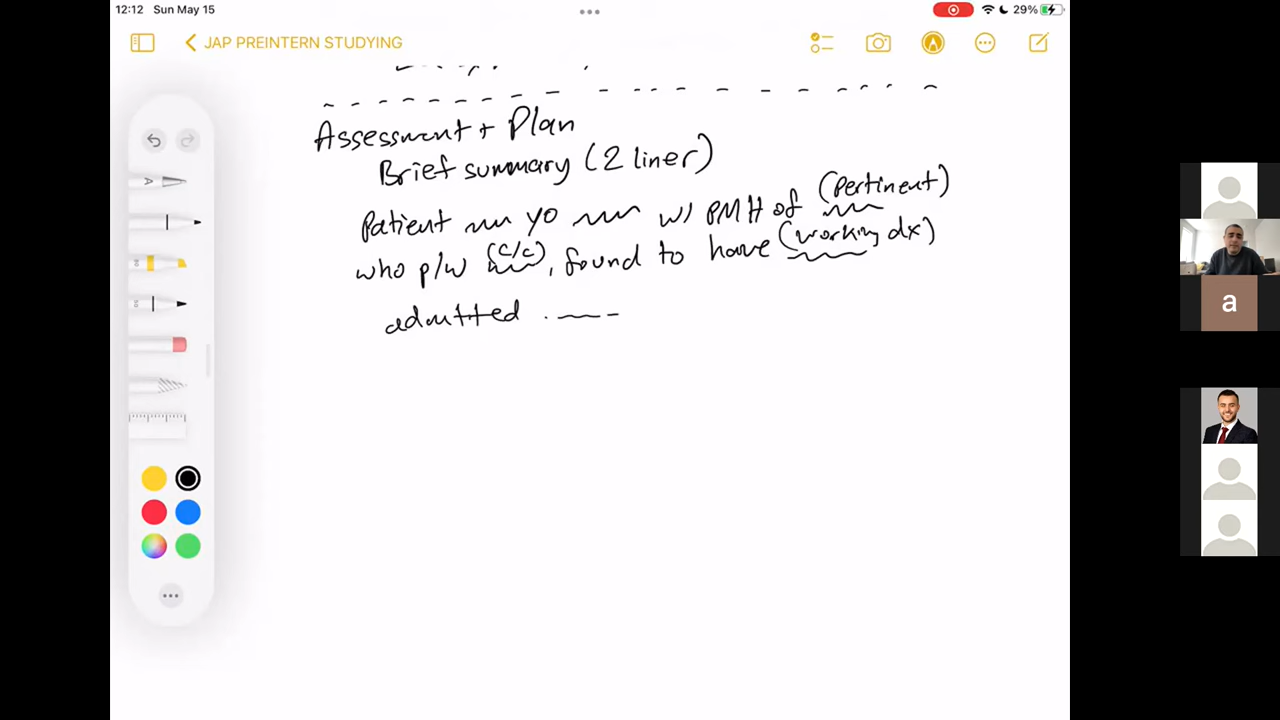 12:12 Sun May 15
29%
JAP PREINTERN STUDYING
Assessment + Plan
Brief summary (2 liner)
Patient yo w/ PMH of (Pertinent)
who p/w (c/c), found to have (working dx)
admitted
a